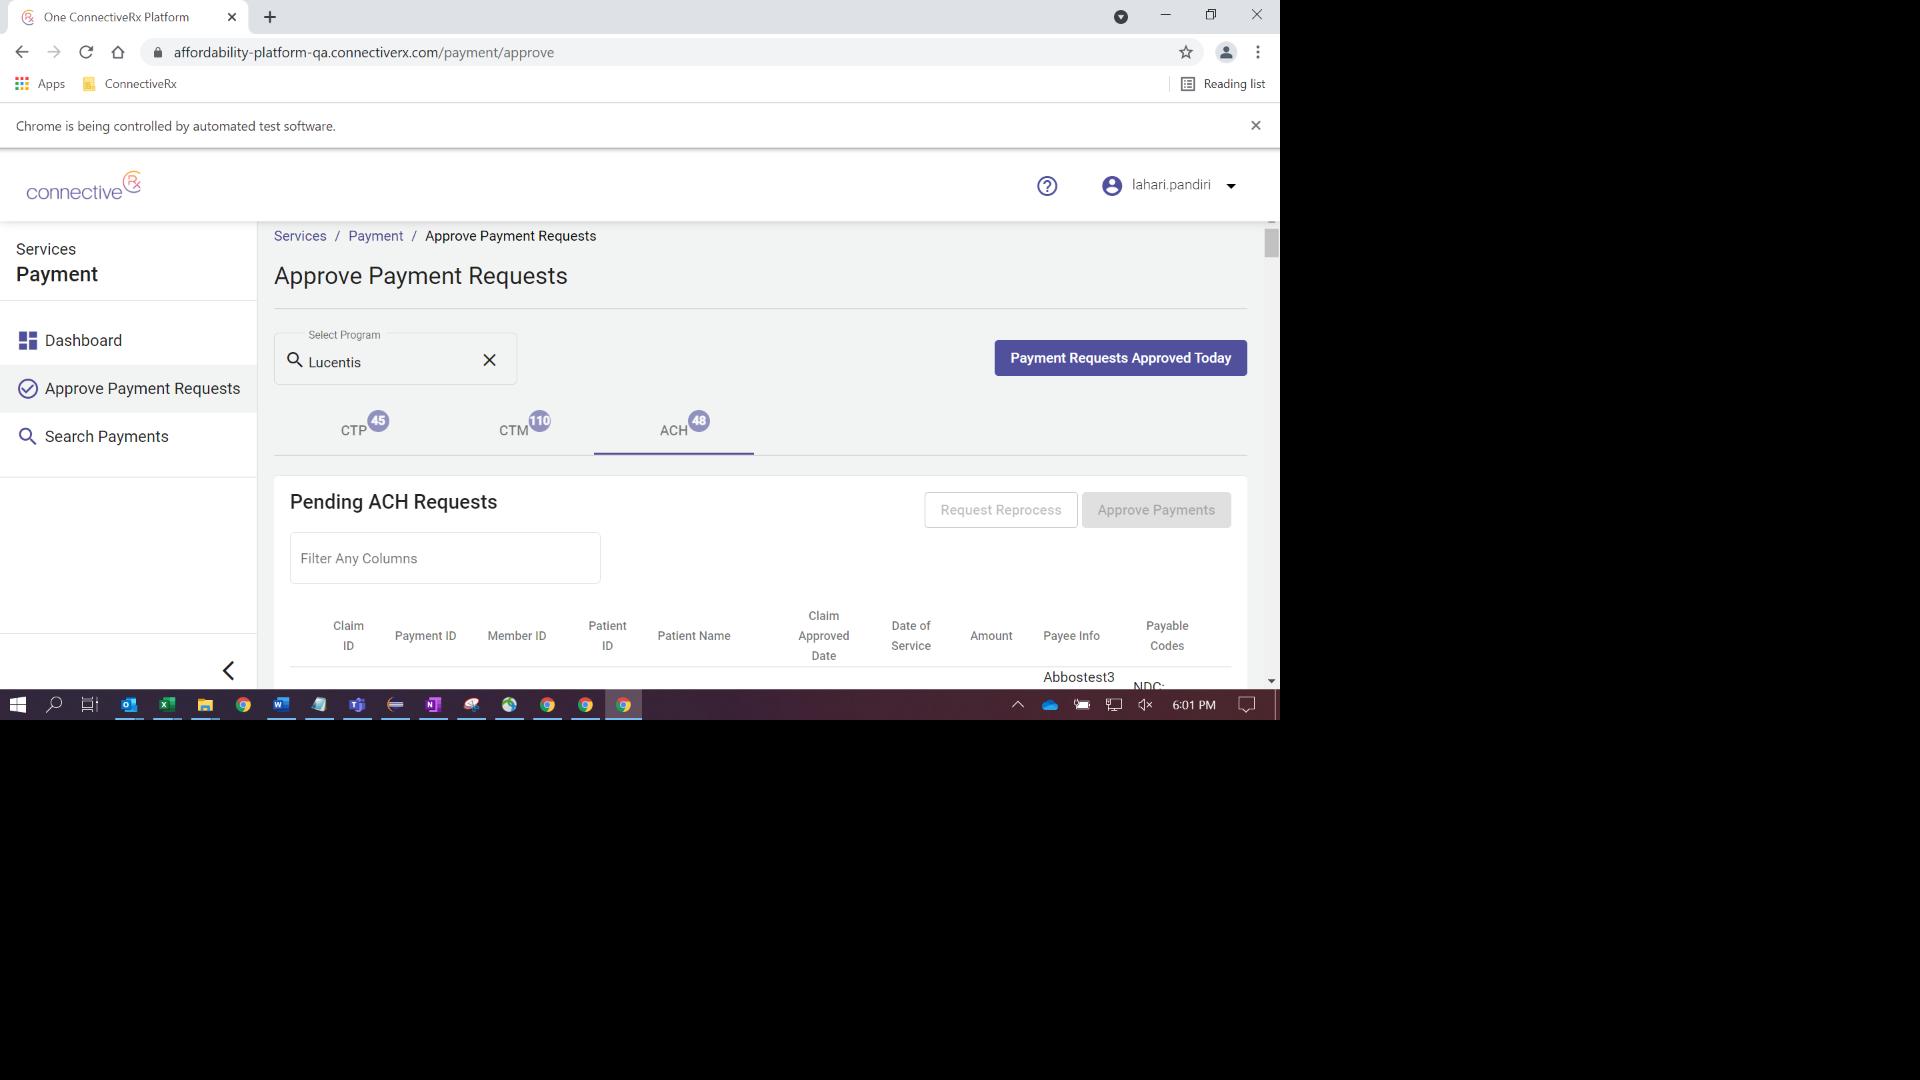 One ConnectiveRx Platform
affordability-platform-qa.connectiverx.com/payment/approve
Apps
ConnectiveRx
Reading list
Chrome is being controlled by automated test software.
connective Rx
lahari.pandiri
Services
Payment
Dashboard
Approve Payment Requests
Search Payments
Services / Payment / Approve Payment Requests
Approve Payment Requests
Select Program
Lucentis
Payment Requests Approved Today
CTP 45
CTM 110
ACH 48
Pending ACH Requests
Request Reprocess
Approve Payments
Filter Any Columns
Claim
ID
Payment ID
Member ID
Patient
ID
Patient Name
Claim
Approved
Date
Date of
Service
Amount
Payee Info
Payable
Codes
Abbostest3
NDC:
6:01 PM